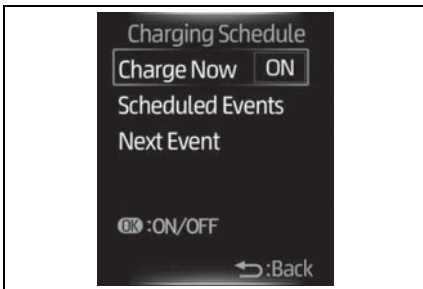 Charging Schedule
Charge Now ON
Scheduled Events
Next Event
OK :ON/OFF
:Back